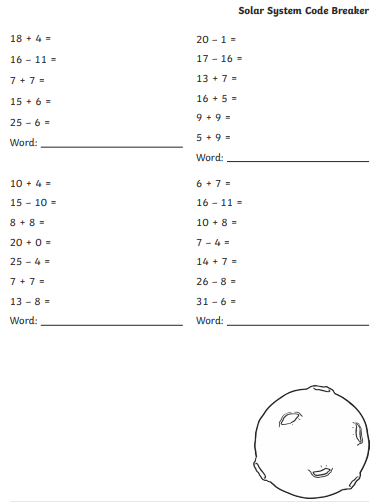 Solar System Code Breaker
18 + 4 =
16 – 11 =
7 + 7 =
15 + 6 =
25 – 6 =
Word:
20 – 1 =
17 – 16 =
13 + 7 =
16 + 5 =
9 + 9 =
5 + 9 =
Word:
10 + 4 =
15 – 10 =
8 + 8 =
20 + 0 =
25 – 4 =
7 + 7 =
13 – 8 =
Word:
6 + 7 =
16 – 11 =
10 + 8 =
7 – 4 =
14 + 7 =
26 – 8 =
31 – 6 =
Word: